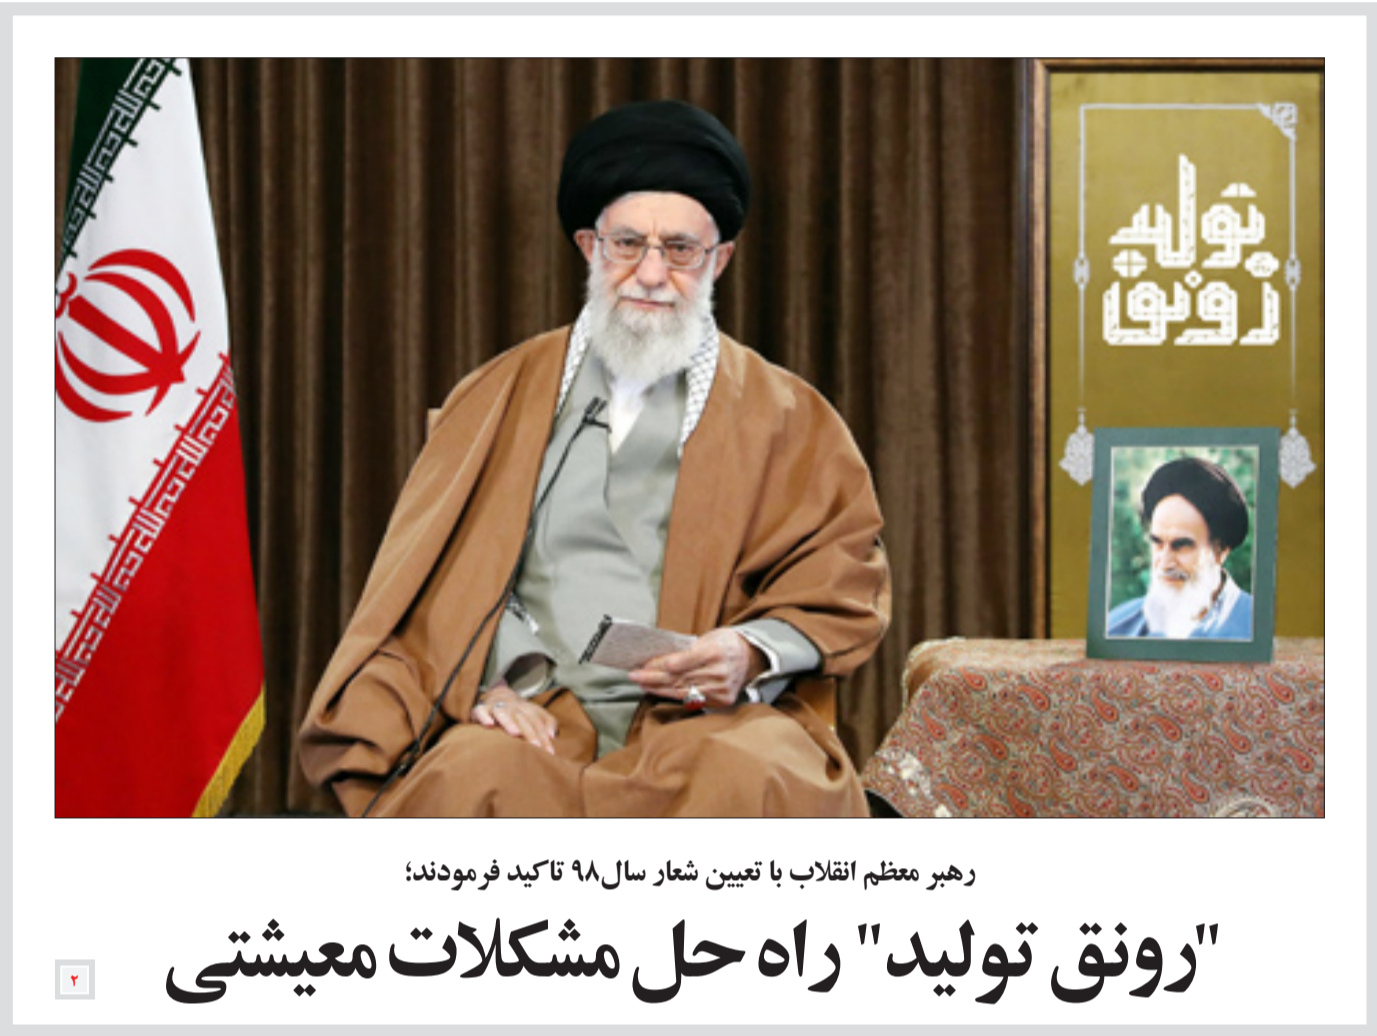 رونق
تولید
رهبر معظم انقلاب با تعیین شعار سال۹۸ تاکید فرمودند؛
"رونق تولید" راه حل مشکلات معیشتی
۲